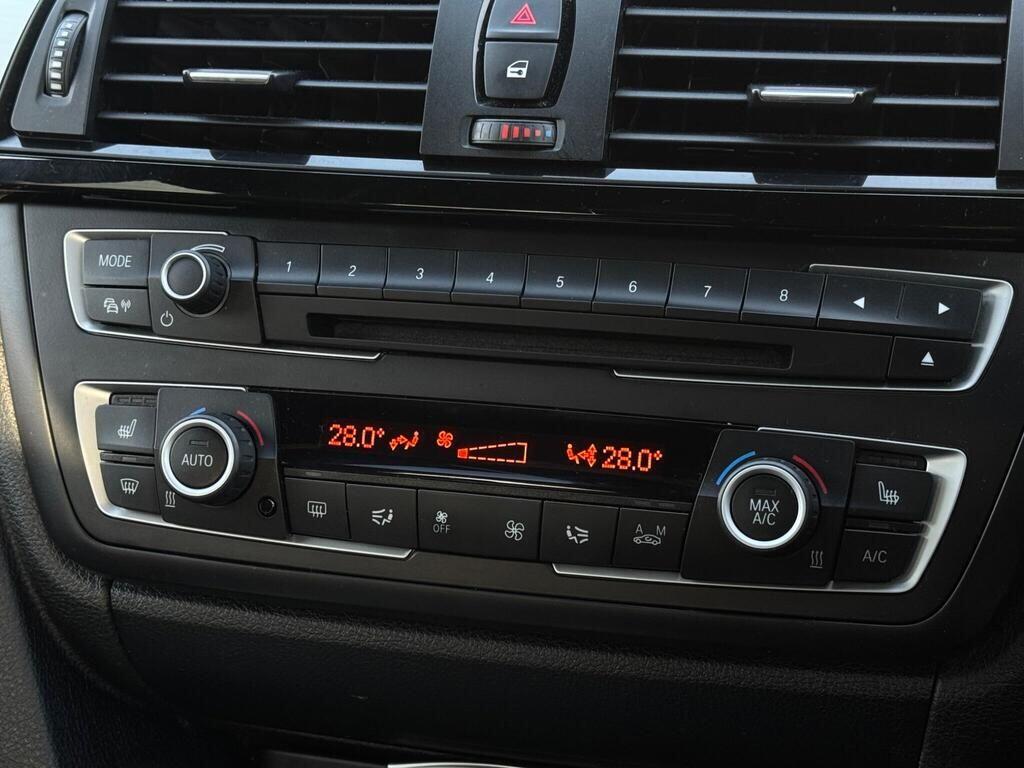 MODE 1 2 3 4 5 6 7 8
28.0° 28.0°
AUTO MAX A/C
OFF A M A/C